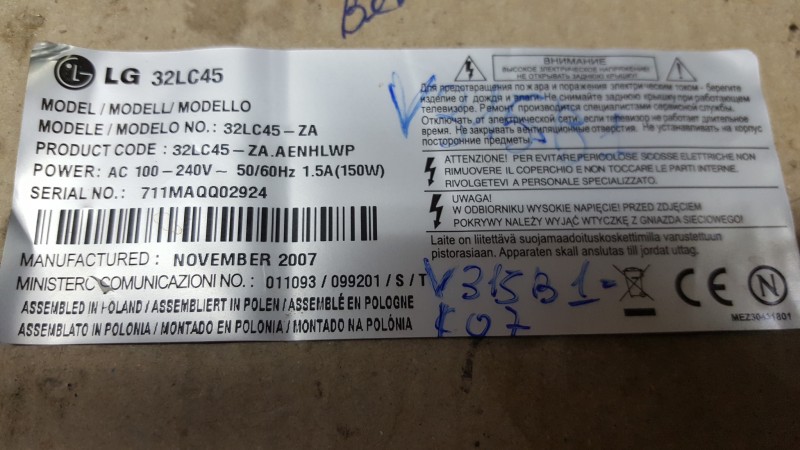 LG 32LC45
MODEL/MODELL/MODELLO
MODELE/MODELO NO.: 32LC45-ZA
PRODUCT CODE: 32LC45-ZA.AENHLWP
POWER: AC 100-240V~ 50/60Hz 1.5A(150W)
SERIAL NO.: 711MAQQ02924
MANUFACTURED: NOVEMBER 2007
MINISTERO COMUNICAZIONI NO.: 011093/099201/S/T
ASSEMBLED IN POLAND/ASSEMBLIERT IN POLEN/ASSEMBLÉ EN POLOGNE
ASSEMBLATO IN POLONIA/MONTADO EN POLONIA/MONTADO NA POLÓNIA
ВНИМАНИЕ
ВЫСОКОЕ ЭЛЕКТРИЧЕСКОЕ НАПРЯЖЕНИЕ
НЕ ОТКРЫВАТЬ ЗАДНЮЮ КРЫШКУ
Для предотвращения пожара и поражения электрическим током - берегите
изделие от дождя и влаги. Не снимайте заднюю крышку при работающем
телевизоре. Ремонт производится специалистами сервисной службы.
Отключать от электрической сети, если телевизор не работает долгое
время. Не закрывать вентиляционные отверстия. Не устанавливать на корпус
посторонние предметы.
ATTENZIONE! PER EVITARE PERICOLOSE SCOSSE ELETTRICHE NON
RIMUOVERE IL COPERCHIO E NON TOCCARE LE PARTI INTERNE.
RIVOLGETEVI A PERSONALE SPECIALIZZATO/
UWAGA!
W ODBIORNIKU WYSOKIE NAPIĘCIE! PRZED ZDJĘCIEM
POKRYWY NALEŻY WYJĄĆ WTYCZKĘ Z GNIAZDA SIECIOWEGO!
Laite on liitettävä suojamaadoituskoskettimilla varustettuun
pistorasiaan. Apparaten skall anslutas till jordat uttag.
V315B1-
L07
CE
N